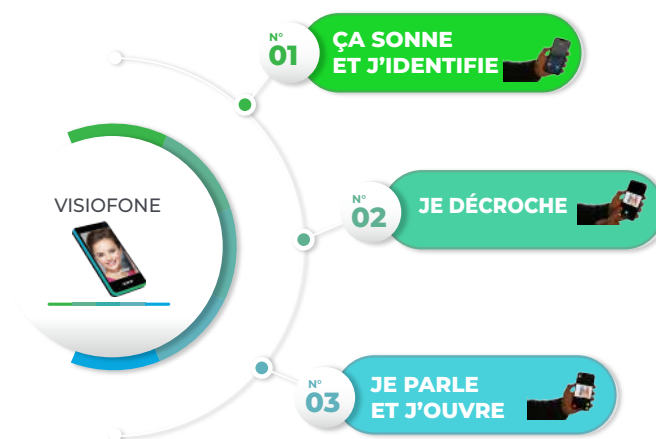 N°
01
ÇA SONNE
ET J'IDENTIFIE
VISIOFONE
N°
02
JE DÉCROCHE
N°
03
JE PARLE
ET J'OUVRE